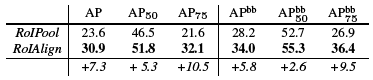 AP AP50 AP75 APbb APbb50 APbb75
RoIPool 23.6 46.5 21.6 28.2 52.7 26.9
RoIAlign 30.9 51.8 32.1 34.0 55.3 36.4
+7.3 + 5.3 +10.5 +5.8 +2.6 +9.5